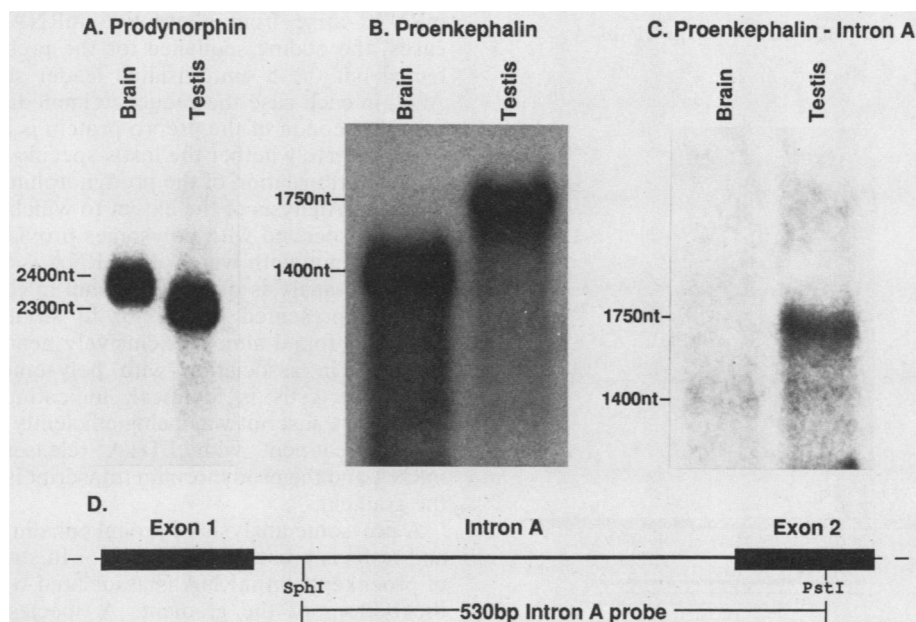 A. Prodynorphin
Brain
Testis
2400nt
2300nt
B. Proenkephalin
Brain
Testis
1750nt
1400nt
C. Proenkephalin - Intron A
Brain
Testis
1750nt
1400nt
D.
Exon 1
Intron A
Exon 2
SphI
PstI
530bp Intron A probe